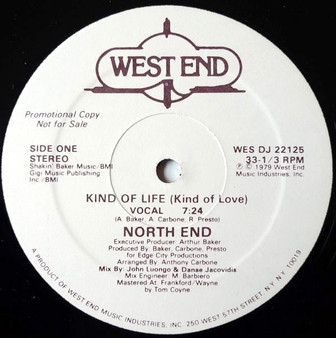 WEST END
Promotional Copy
Not for Sale
SIDE ONE
STEREO
Shakin' Baker Music/BMI
Gigi Music Publishing
Inc./BMI
WES DJ 22125
33-1/3 RPM
℗ © 1979 West End
Music Industries, Inc.
KIND OF LIFE (Kind of Love)
VOCAL 7:24
(A. Baker, A. Carbone, R. Presto)
NORTH END
Executive Producer: Arthur Baker
Produced By: Baker, Carbone, Presto
for Edge City Productions
Arranged By: Anthony Carbone
Mix By: John Luongo & Danae Jacovidis
Mix Engineer: M. Barbiero
Mastered At: Frankford/Wayne
by Tom Coyne
A PRODUCT OF WEST END MUSIC INDUSTRIES, INC. 250 WEST 57TH STREET, N.Y. N.Y. 10019